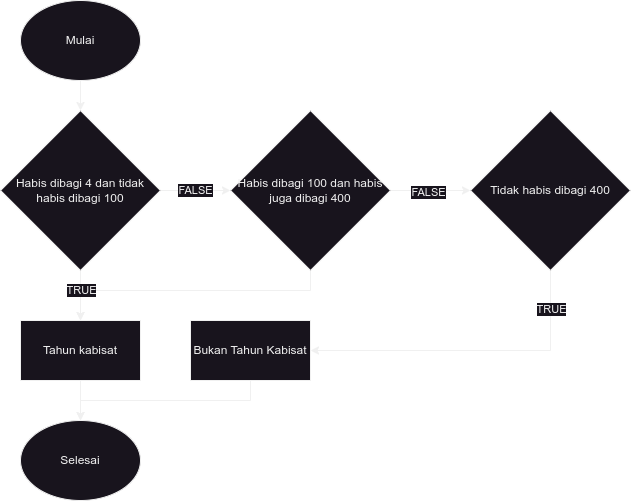 Mulai
Habis dibagi 4 dan tidak
habis dibagi 100
FALSE
Habis dibagi 100 dan habis
juga dibagi 400
FALSE
Tidak habis dibagi 400
TRUE
TRUE
Tahun kabisat
Bukan Tahun Kabisat
Selesai